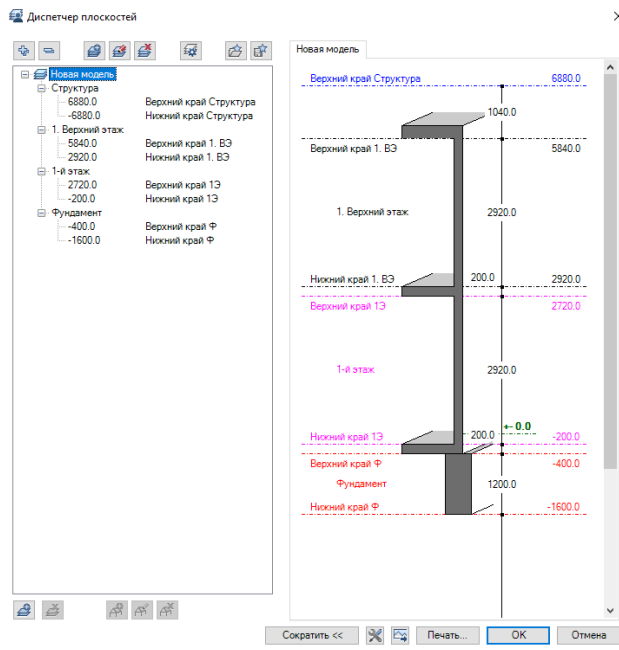 Диспетчер плоскостей
Новая модель
Структура
6880.0 Верхний край Структура
-6880.0 Нижний край Структура
1. Верхний этаж
5840.0 Верхний край 1. ВЭ
2920.0 Нижний край 1. ВЭ
1-й этаж
2720.0 Верхний край 1Э
-200.0 Нижний край 1Э
Фундамент
-400.0 Верхний край Ф
-1600.0 Нижний край Ф
Новая модель
Верхний край Структура 6880.0
1040.0
Верхний край 1. ВЭ 5840.0
1. Верхний этаж 2920.0
Нижний край 1. ВЭ 200.0 2920.0
Верхний край 1Э 2720.0
1-й этаж 2920.0
+- 0.0
Нижний край 1Э 200.0 -200.0
Верхний край Ф -400.0
Фундамент 1200.0
Нижний край Ф -1600.0
Сократить << Печать... OK Отмена